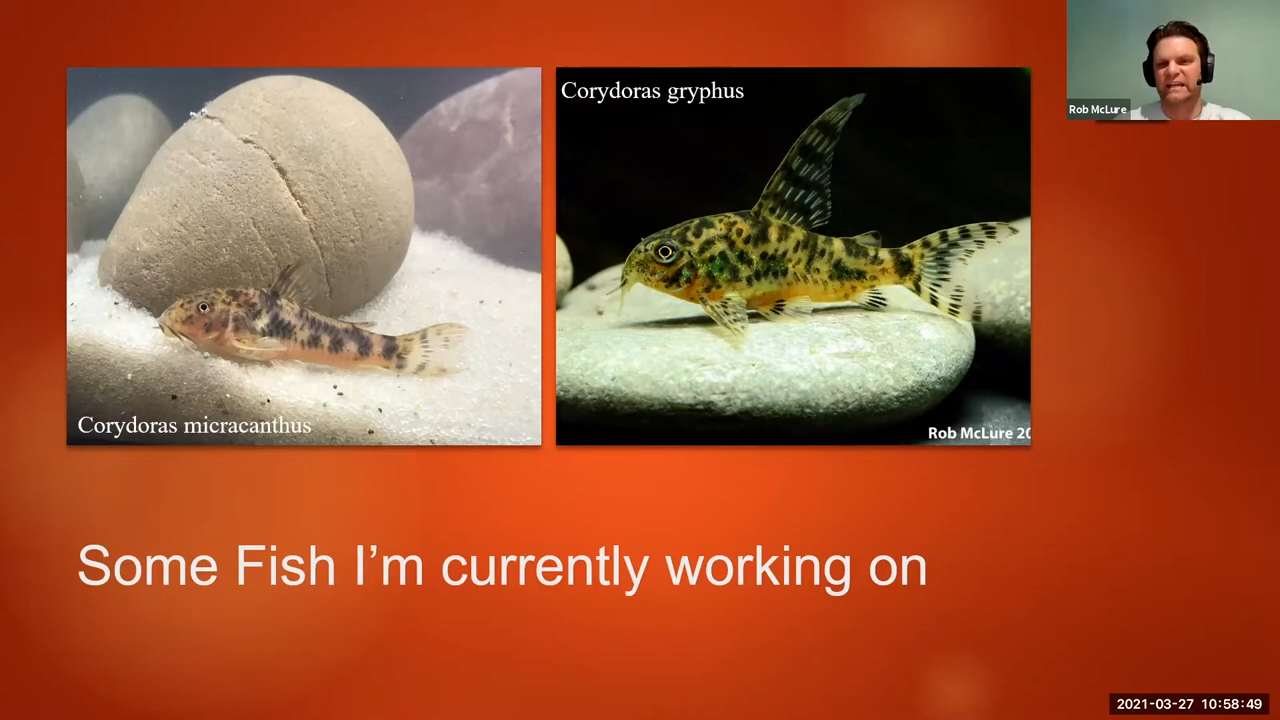 Corydoras gryphus
Rob McLure
Corydoras micracanthus
Rob McLure 20
Some Fish I’m currently working on
2021-03-27 10:58:49